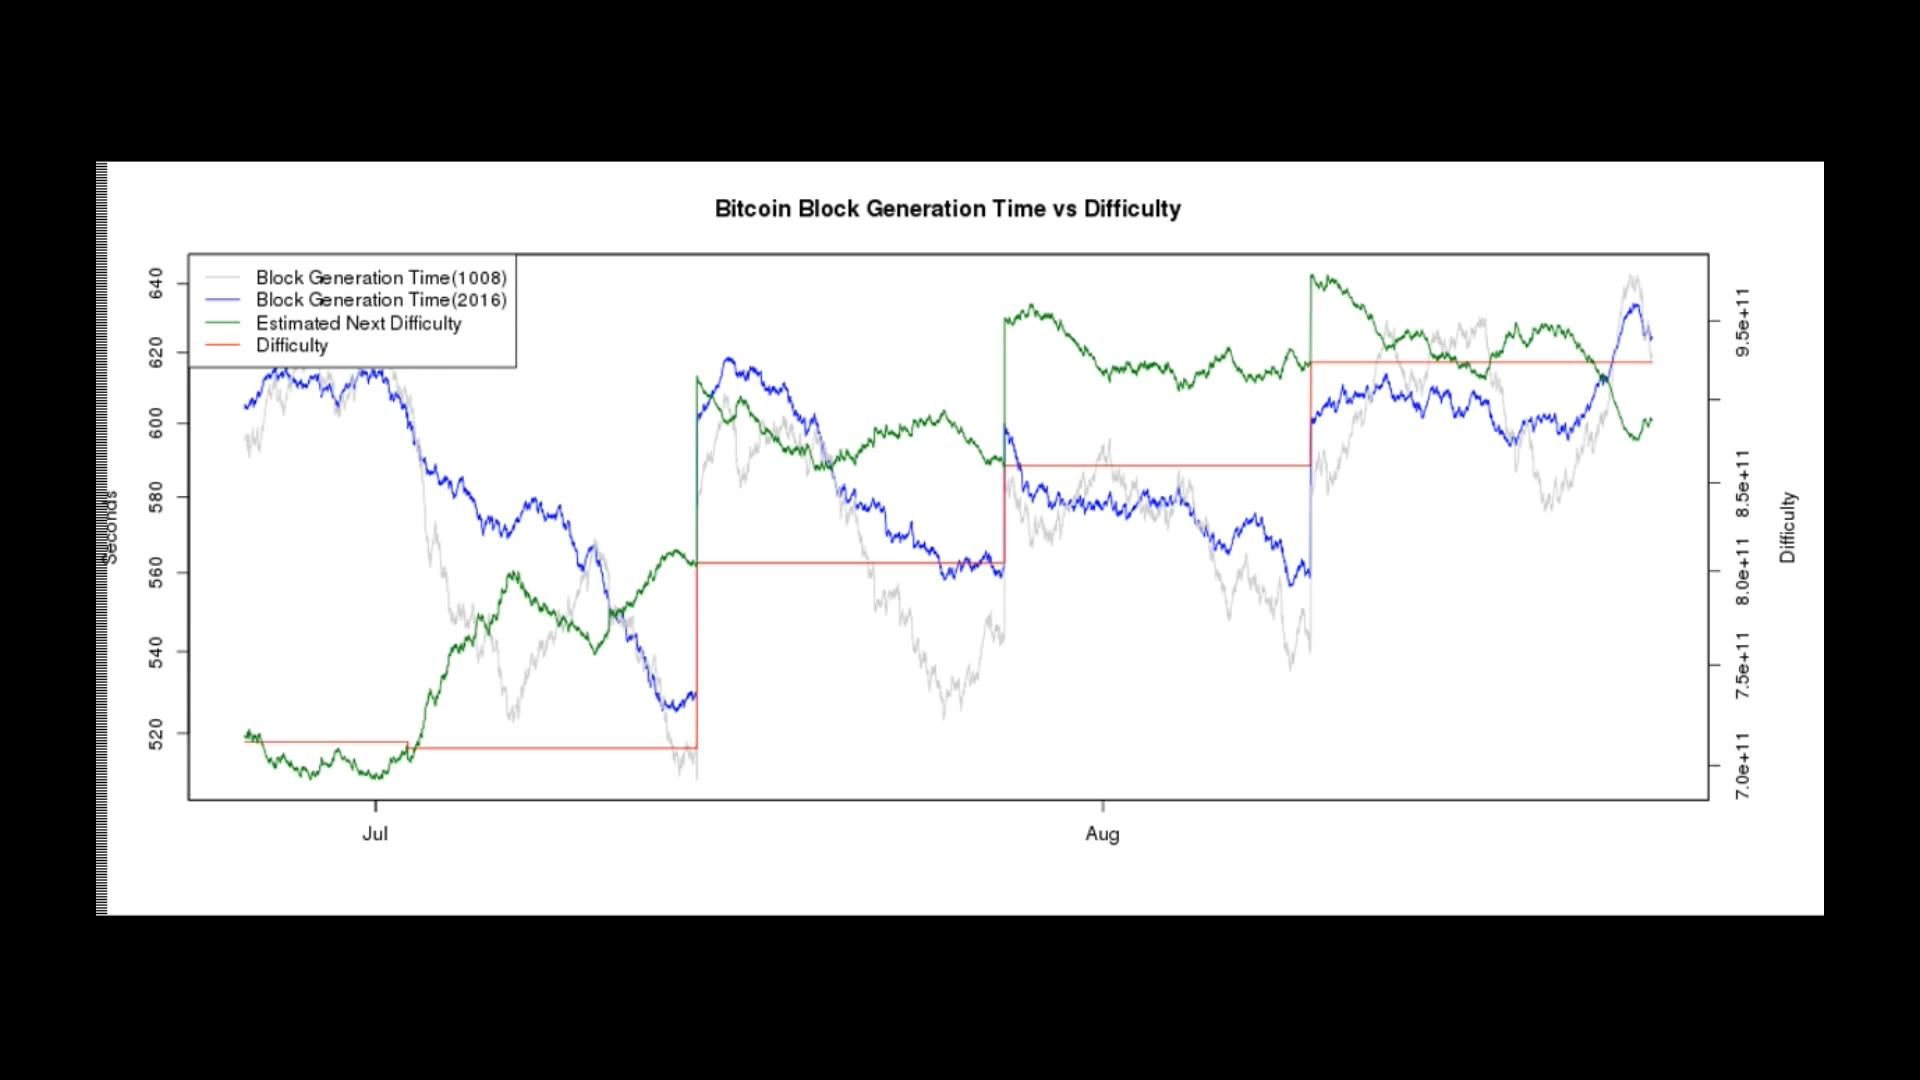 Bitcoin Block Generation Time vs Difficulty
Block Generation Time(1008)
Block Generation Time(2016)
Estimated Next Difficulty
Difficulty
640
620
600
580
560
540
520
Seconds
9.5e+11
8.5e+11
8.0e+11
7.5e+11
7.0e+11
Difficulty
Jul
Aug